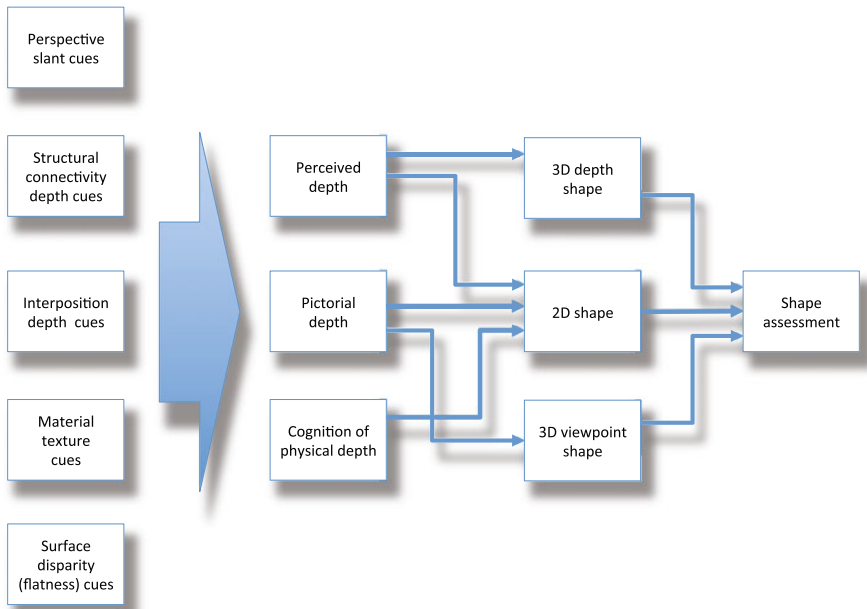 Perspective
slant cues
Structural
connectivity
depth cues
Interposition
depth cues
Material
texture
cues
Surface
disparity
(flatness) cues
Perceived
depth
Pictorial
depth
Cognition of
physical depth
3D depth
shape
2D shape
3D viewpoint
shape
Shape
assessment